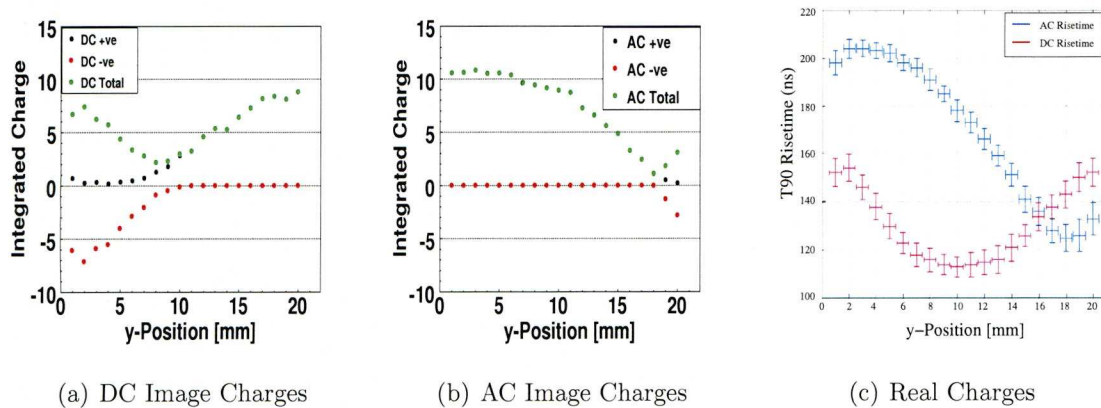 15
10
5
0
-5
-10
Integrated Charge
DC +ve
DC -ve
DC Total
0 5 10 15 20
y-Position [mm]
(a) DC Image Charges
15
10
5
0
-5
-10
Integrated Charge
AC +ve
AC -ve
AC Total
0 5 10 15 20
y-Position [mm]
(b) AC Image Charges
220
200
180
160
140
120
100
T90 Risetime (ns)
AC Risetime
DC Risetime
0 2 4 6 8 10 12 14 16 18 20
y-Position [mm]
(c) Real Charges